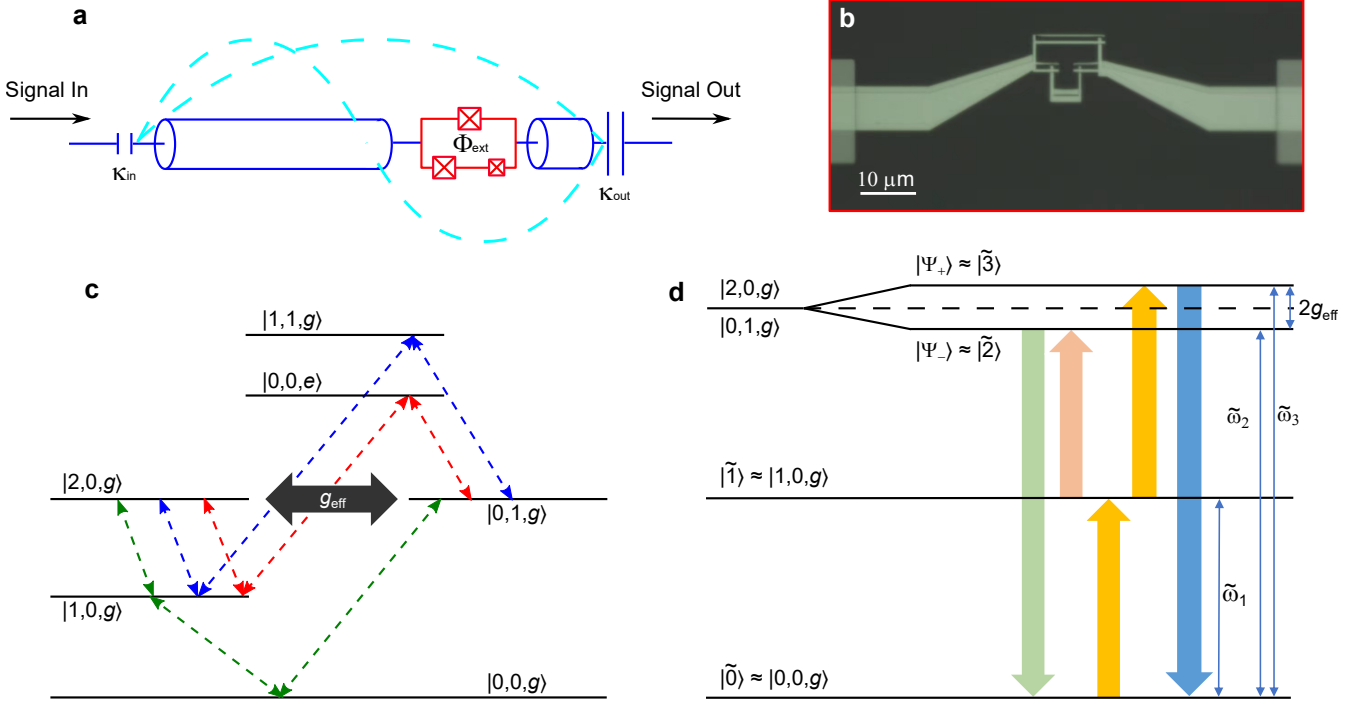 a
Signal In
Signal Out
Φext
κin
κout
b
10 μm
c
|1,1,g⟩
|0,0,e⟩
|2,0,g⟩
geff
|0,1,g⟩
|1,0,g⟩
|0,0,g⟩
d
|2,0,g⟩
|0,1,g⟩
|Ψ+⟩ ≈ |3̃⟩
|Ψ−⟩ ≈ |2̃⟩
2geff
ω̃2
ω̃3
|1̃⟩ ≈ |1,0,g⟩
ω̃1
|0̃⟩ ≈ |0,0,g⟩